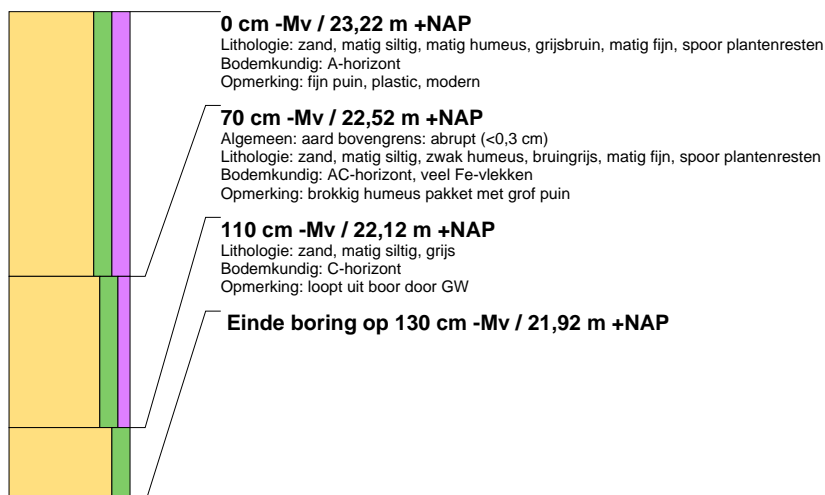 0 cm -Mv / 23,22 m +NAP
Lithologie: zand, matig siltig, matig humeus, grijsbruin, matig fijn, spoor plantenresten
Bodemkundig: A-horizont
Opmerking: fijn puin, plastic, modern
70 cm -Mv / 22,52 m +NAP
Algemeen: aard bovengrens: abrupt (<0,3 cm)
Lithologie: zand, matig siltig, zwak humeus, bruingrijs, matig fijn, spoor plantenresten
Bodemkundig: AC-horizont, veel Fe-vlekken
Opmerking: brokkig humeus pakket met grof puin
110 cm -Mv / 22,12 m +NAP
Lithologie: zand, matig siltig, grijs
Bodemkundig: C-horizont
Opmerking: loopt uit boor door GW
Einde boring op 130 cm -Mv / 21,92 m +NAP